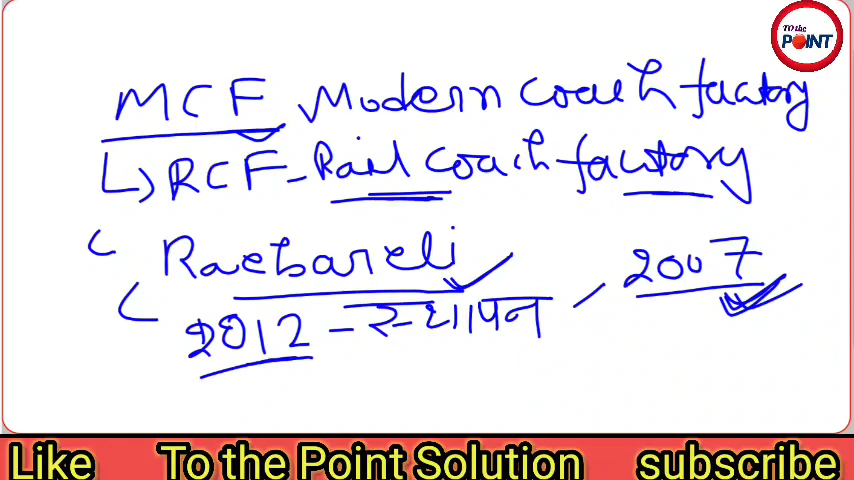 TO the
POINT
MCF Modern coach factory
RCF - Rail coach factory
Raebareli 2007
2012 - स्थापन
Like To the Point Solution subscribe